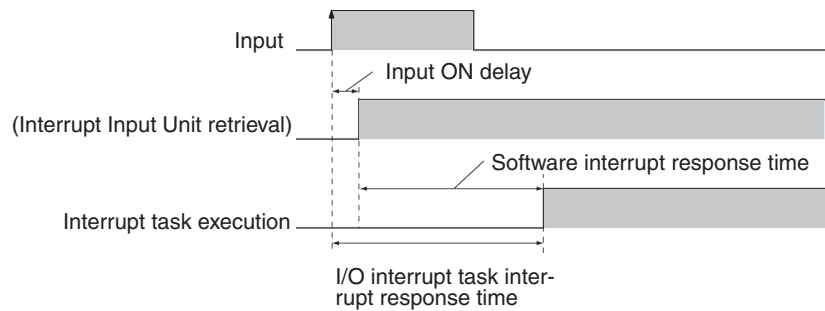 Input
Input ON delay
(Interrupt Input Unit retrieval)
Software interrupt response time
Interrupt task execution
I/O interrupt task inter-
rupt response time